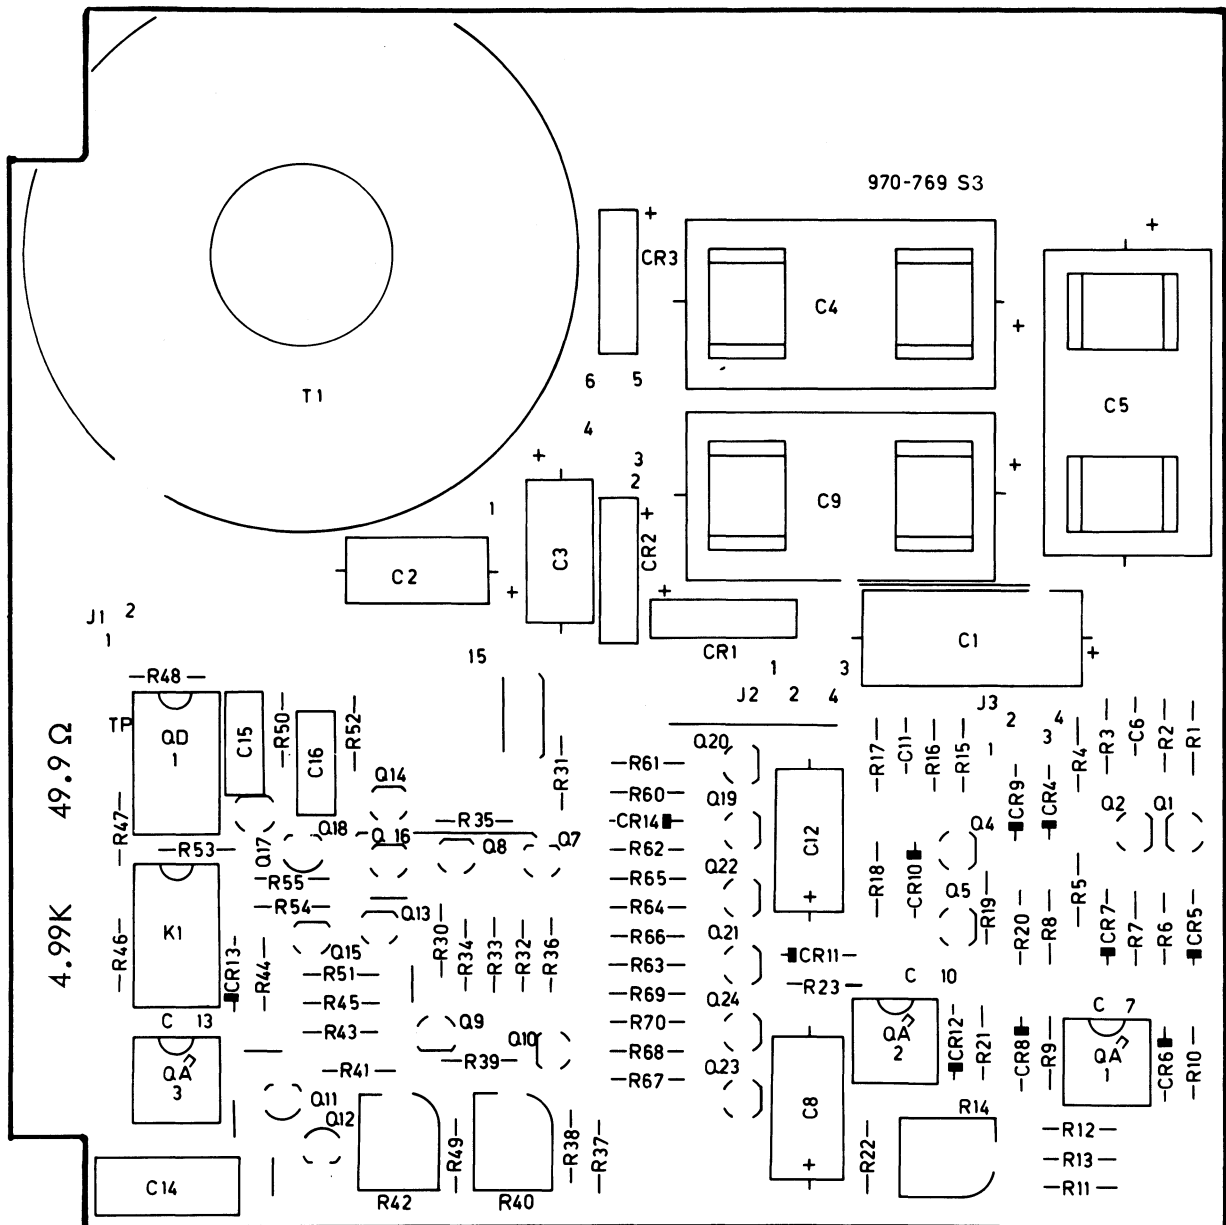 970-769 S3
+
+
CR3
C4
+
6 5
T1
C5
4
+
3
+
2
1
+
C9
CR2
C3
C2
+
+
J1 2
1
C1
CR1
+
15
1
3
R48
J2 2 4
J3
2 4
TP
QD
1
C15
R50
C16
R52
Q20
R17
C11
R16
R15
1
3
R4
R3
C6
R2
R1
49.9 Ω
R61
R31
Q14
R60
Q19
CR9
CR4
Q2
Q1
R47
Q18
R35
CR14
C12
Q4
R53
Q17
Q16
Q8
Q7
R62
Q22
R18
CR10
R55
R65
+
Q5
R19
R5
R54
Q13
R64
4.99K
R46
K1
CR13
R44
Q15
R30
R34
R33
R32
R36
R66
Q21
R20
R8
CR7
R7
R6
CR5
R51
R63
CR11
C 10
R45
R69
R23
Q24
C 13
R43
Q9
Q10
R70
QA
2
CR12
R21
CR8
R9
C 7
QA
1
CR6
R10
QA
3
R39
R68
Q23
R41
R67
Q11
Q12
C8
+
R14
R49
R38
R37
R22
R12
R13
C14
R42
R40
R11